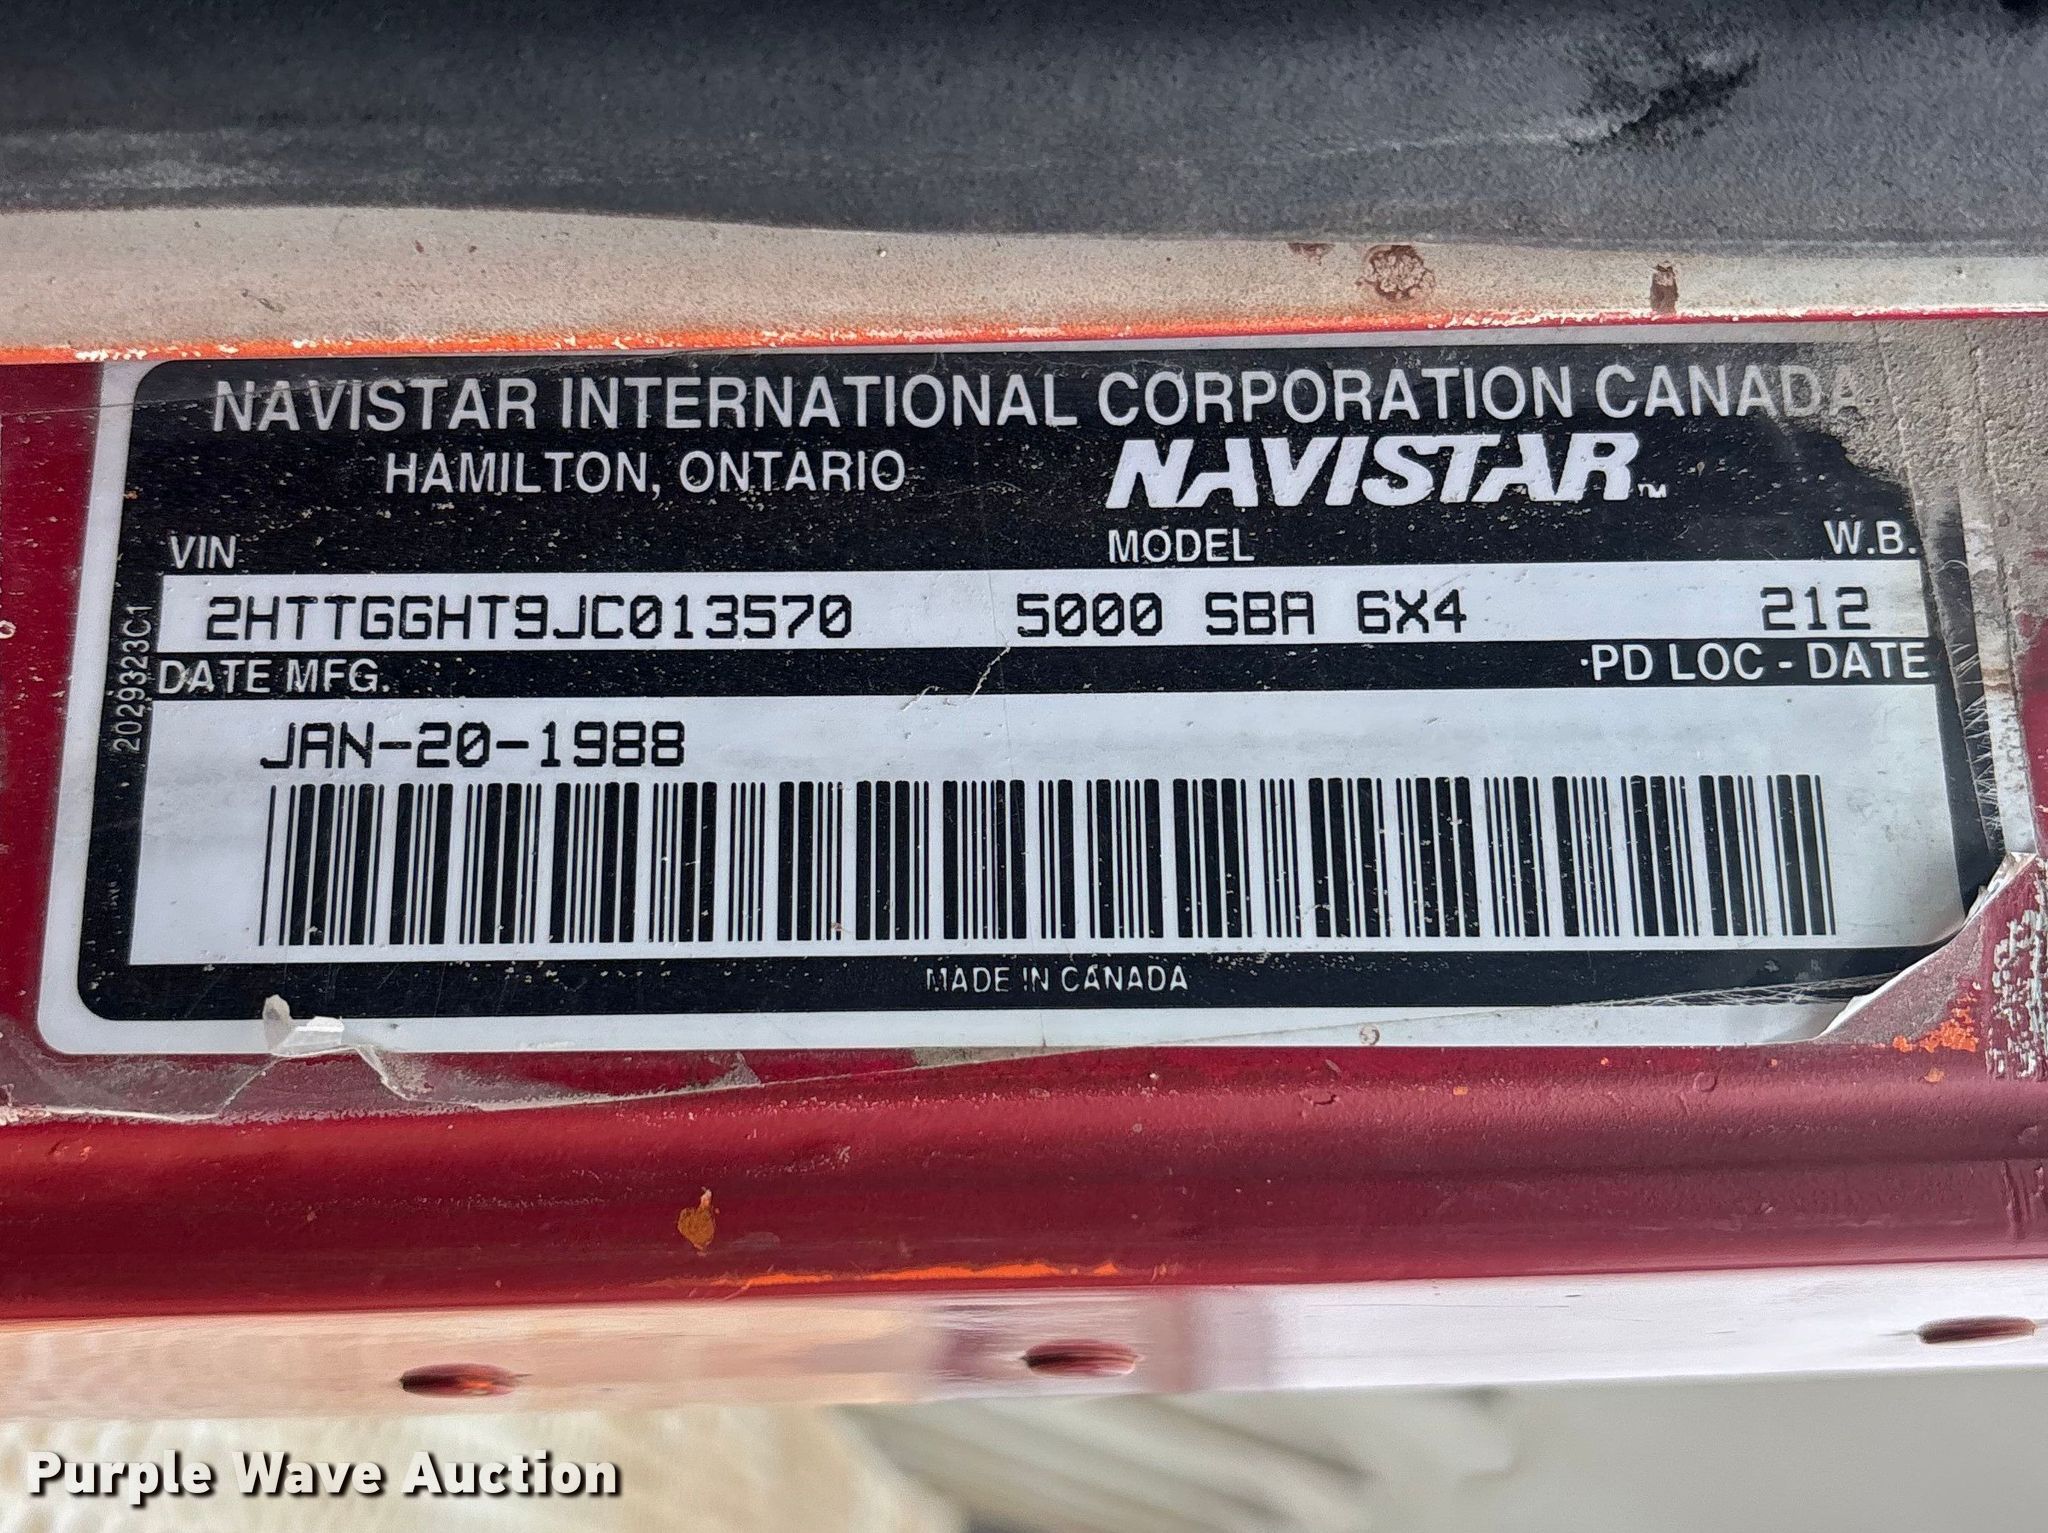 NAVISTAR INTERNATIONAL CORPORATION CANADA
HAMILTON, ONTARIO
NAVISTAR™
VIN MODEL W.B.
2HTTGGHT9JC013570 5000 SBA 6X4 212
DATE MFG. PD LOC - DATE
JAN-20-1988
2029323C1
MADE IN CANADA
Purple Wave Auction